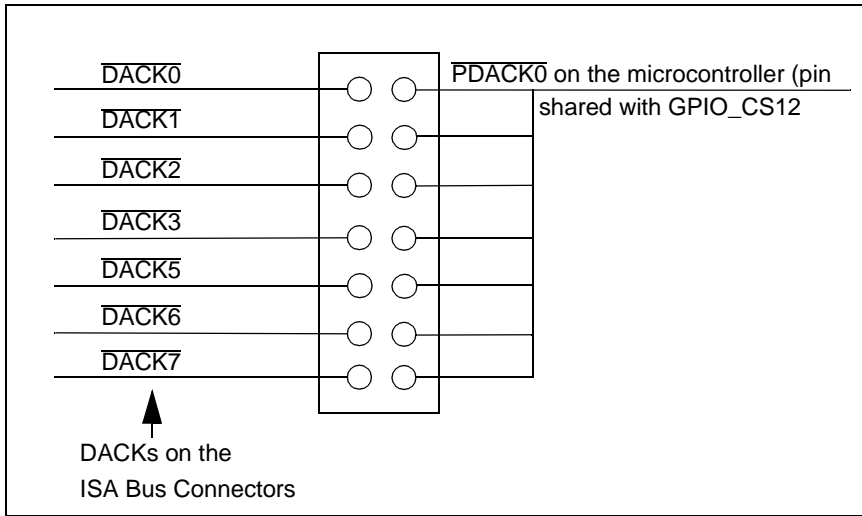 DACK0
PDACK0 on the microcontroller (pin
shared with GPIO_CS12
DACK1
DACK2
DACK3
DACK5
DACK6
DACK7
DACKs on the
ISA Bus Connectors